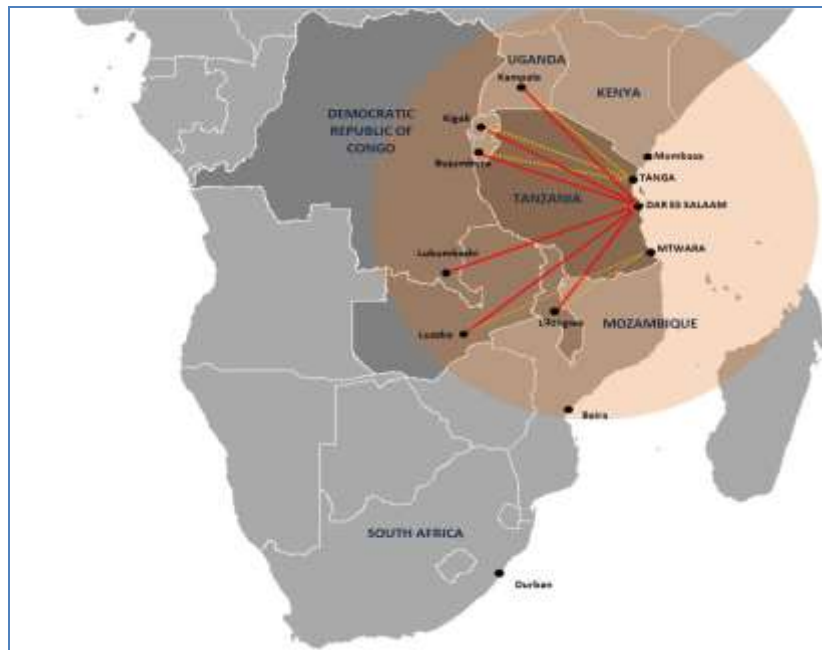 UGANDA
Kampala
KENYA
DEMOCRATIC
REPUBLIC OF
CONGO
Kigali
Mombasa
TANGA
TANZANIA
DAR ES SALAAM
MTWARA
Lubumbashi
Lilongwe
MOZAMBIQUE
Lusaka
Beira
SOUTH AFRICA
Durban